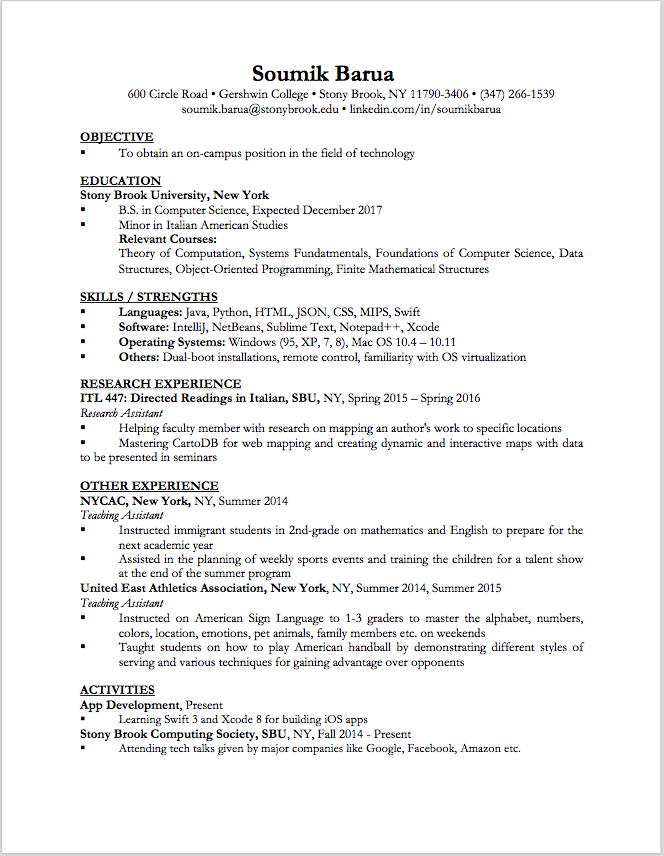 Soumik Barua
600 Circle Road • Gershwin College • Stony Brook, NY 11790-3406 • (347) 266-1539
soumik.barua@stonybrook.edu • linkedin.com/in/soumikbarua
OBJECTIVE
▪ To obtain an on-campus position in the field of technology
EDUCATION
Stony Brook University, New York
▪ B.S. in Computer Science, Expected December 2017
▪ Minor in Italian American Studies
Relevant Courses:
Theory of Computation, Systems Fundatmentals, Foundations of Computer Science, Data
Structures, Object-Oriented Programming, Finite Mathematical Structures
SKILLS / STRENGTHS
▪ Languages: Java, Python, HTML, JSON, CSS, MIPS, Swift
▪ Software: IntelliJ, NetBeans, Sublime Text, Notepad++, Xcode
▪ Operating Systems: Windows (95, XP, 7, 8), Mac OS 10.4 – 10.11
▪ Others: Dual-boot installations, remote control, familiarity with OS virtualization
RESEARCH EXPERIENCE
ITL 447: Directed Readings in Italian, SBU, NY, Spring 2015 – Spring 2016
Research Assistant
▪ Helping faculty member with research on mapping an author's work to specific locations
▪ Mastering CartoDB for web mapping and creating dynamic and interactive maps with data
to be presented in seminars
OTHER EXPERIENCE
NYCAC, New York, NY, Summer 2014
Teaching Assistant
▪ Instructed immigrant students in 2nd-grade on mathematics and English to prepare for the
next academic year
▪ Assisted in the planning of weekly sports events and training the children for a talent show
at the end of the summer program
United East Athletics Association, New York, NY, Summer 2014, Summer 2015
Teaching Assistant
▪ Instructed on American Sign Language to 1-3 graders to master the alphabet, numbers,
colors, location, emotions, pet animals, family members etc. on weekends
▪ Taught students on how to play American handball by demonstrating different styles of
serving and various techniques for gaining advantage over opponents
ACTIVITIES
App Development, Present
▪ Learning Swift 3 and Xcode 8 for building iOS apps
Stony Brook Computing Society, SBU, NY, Fall 2014 - Present
▪ Attending tech talks given by major companies like Google, Facebook, Amazon etc.